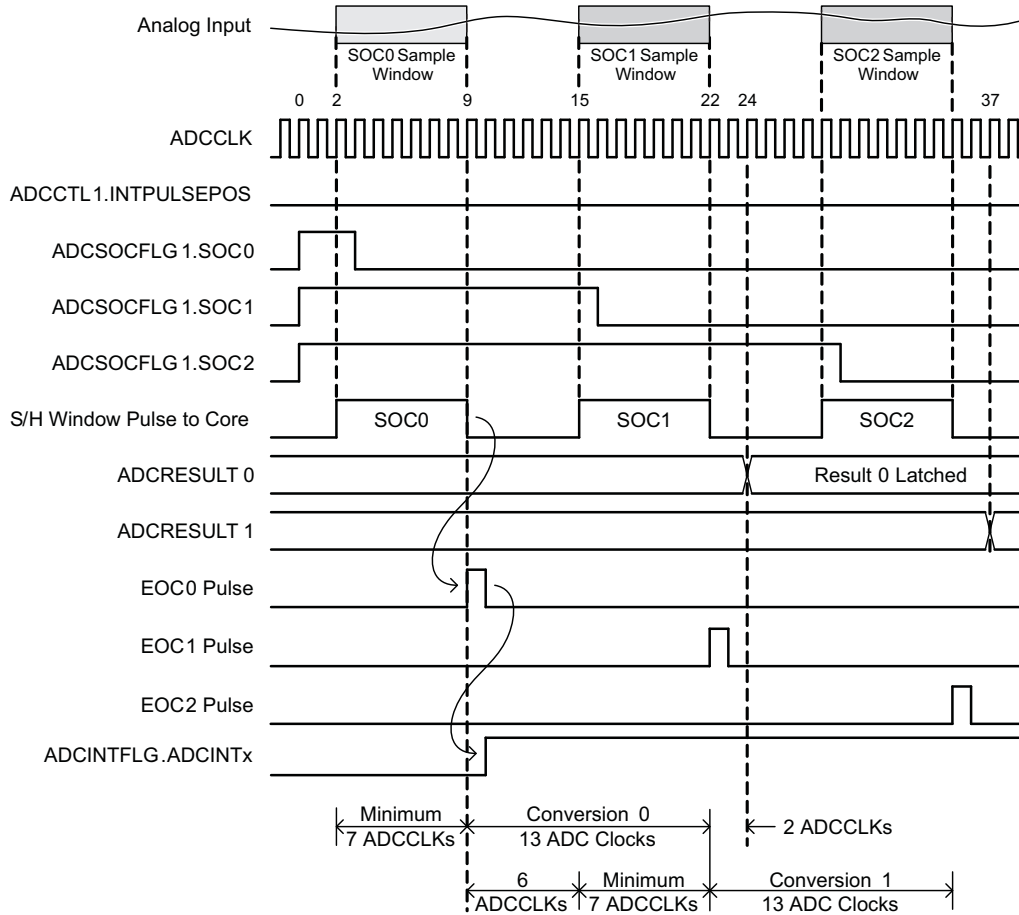 Analog Input
SOC0 Sample
Window
SOC1 Sample
Window
SOC2 Sample
Window
0 2 9 15 22 24 37
ADCCLK
ADCCTL1.INTPULSEPOS
ADCSOCFLG 1.SOC0
ADCSOCFLG 1.SOC1
ADCSOCFLG 1.SOC2
S/H Window Pulse to Core
SOC0
SOC1
SOC2
ADCRESULT 0
Result 0 Latched
ADCRESULT 1
EOC0 Pulse
EOC1 Pulse
EOC2 Pulse
ADCINTFLG.ADCINTx
Minimum
7 ADCCLKs
Conversion 0
13 ADC Clocks
2 ADCCLKs
6
ADCCLKs
Minimum
7 ADCCLKs
Conversion 1
13 ADC Clocks